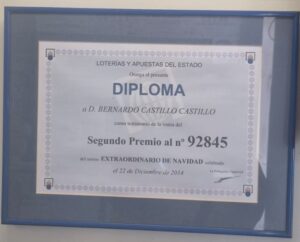 LOTERÍAS Y APUESTAS DEL ESTADO
Otorga el presente
DIPLOMA
a D. BERNARDO CASTILLO CASTILLO
como testimonio de la venta del
Segundo Premio al nº 92845
del sorteo EXTRAORDINARIO DE NAVIDAD celebrado
el 22 de Diciembre de 2014